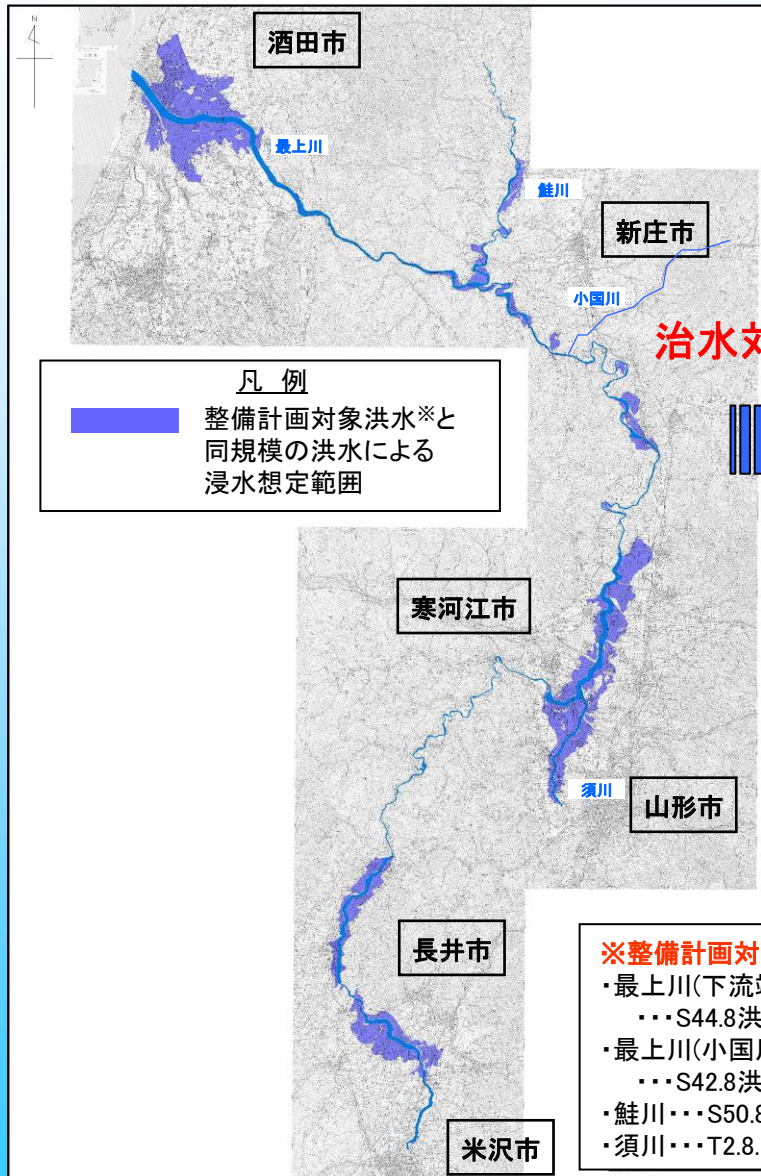 N
酒田市
最上川
鮭川
新庄市
小国川
治水対
凡 例
整備計画対象洪水※と
同規模の洪水による
浸水想定範囲
寒河江市
須川
山形市
長井市
米沢市
※整備計画対
・最上川(下流端
・・・S44.8洪
・最上川(小国川
・・・S42.8洪
・鮭川・・・S50.8
・須川・・・T2.8.